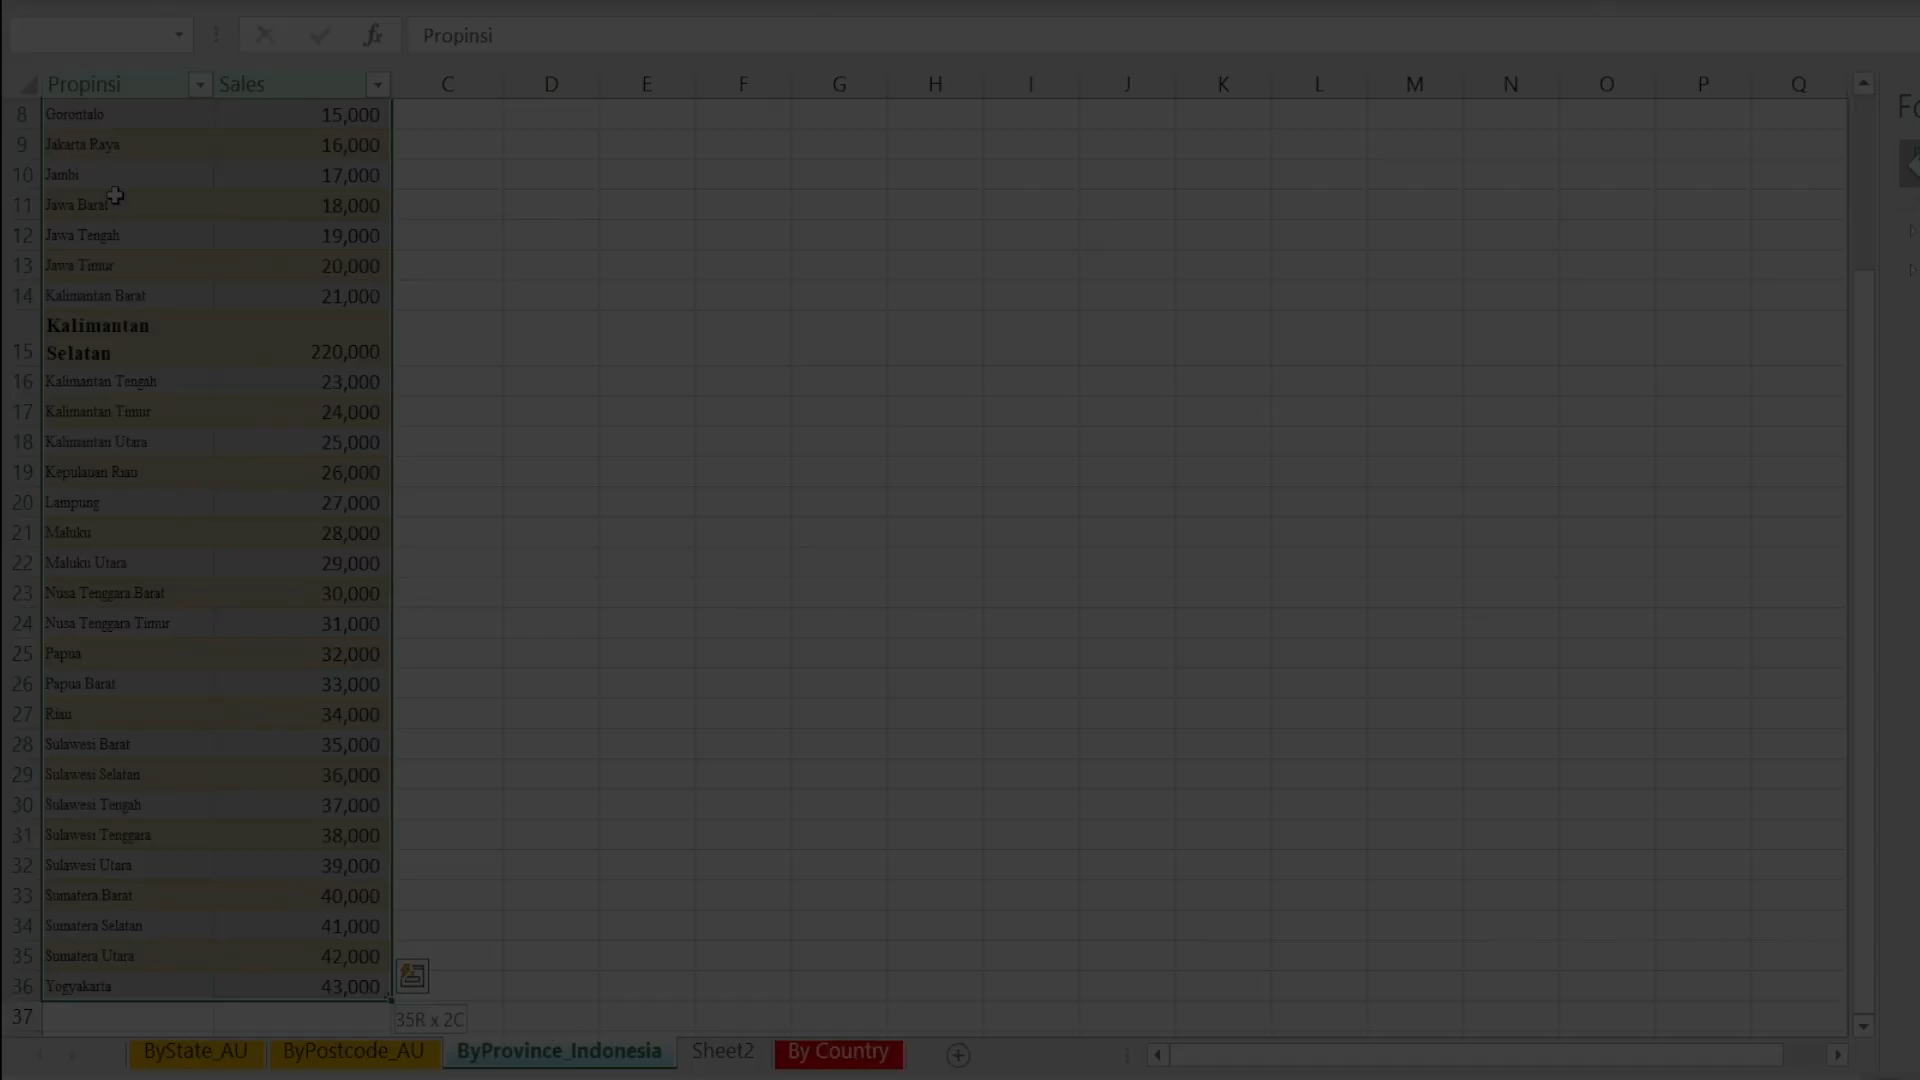 fx Propinsi
Propinsi Sales C D E F G H I J K L M N O P Q
8 Gorontalo 15,000
9 Jakarta Raya 16,000
10 Jambi 17,000
11 Jawa Barat 18,000
12 Jawa Tengah 19,000
13 Jawa Timur 20,000
14 Kalimantan Barat 21,000
Kalimantan
15 Selatan 220,000
16 Kalimantan Tengah 23,000
17 Kalimantan Timur 24,000
18 Kalimantan Utara 25,000
19 Kepulauan Riau 26,000
20 Lampung 27,000
21 Maluku 28,000
22 Maluku Utara 29,000
23 Nusa Tenggara Barat 30,000
24 Nusa Tenggara Timur 31,000
25 Papua 32,000
26 Papua Barat 33,000
27 Riau 34,000
28 Sulawesi Barat 35,000
29 Sulawesi Selatan 36,000
30 Sulawesi Tengah 37,000
31 Sulawesi Tenggara 38,000
32 Sulawesi Utara 39,000
33 Sumatera Barat 40,000
34 Sumatera Selatan 41,000
35 Sumatera Utara 42,000
36 Yogyakarta 43,000
37
35R x 2C
ByState_AU ByPostcode_AU ByProvince_Indonesia Sheet2 By Country